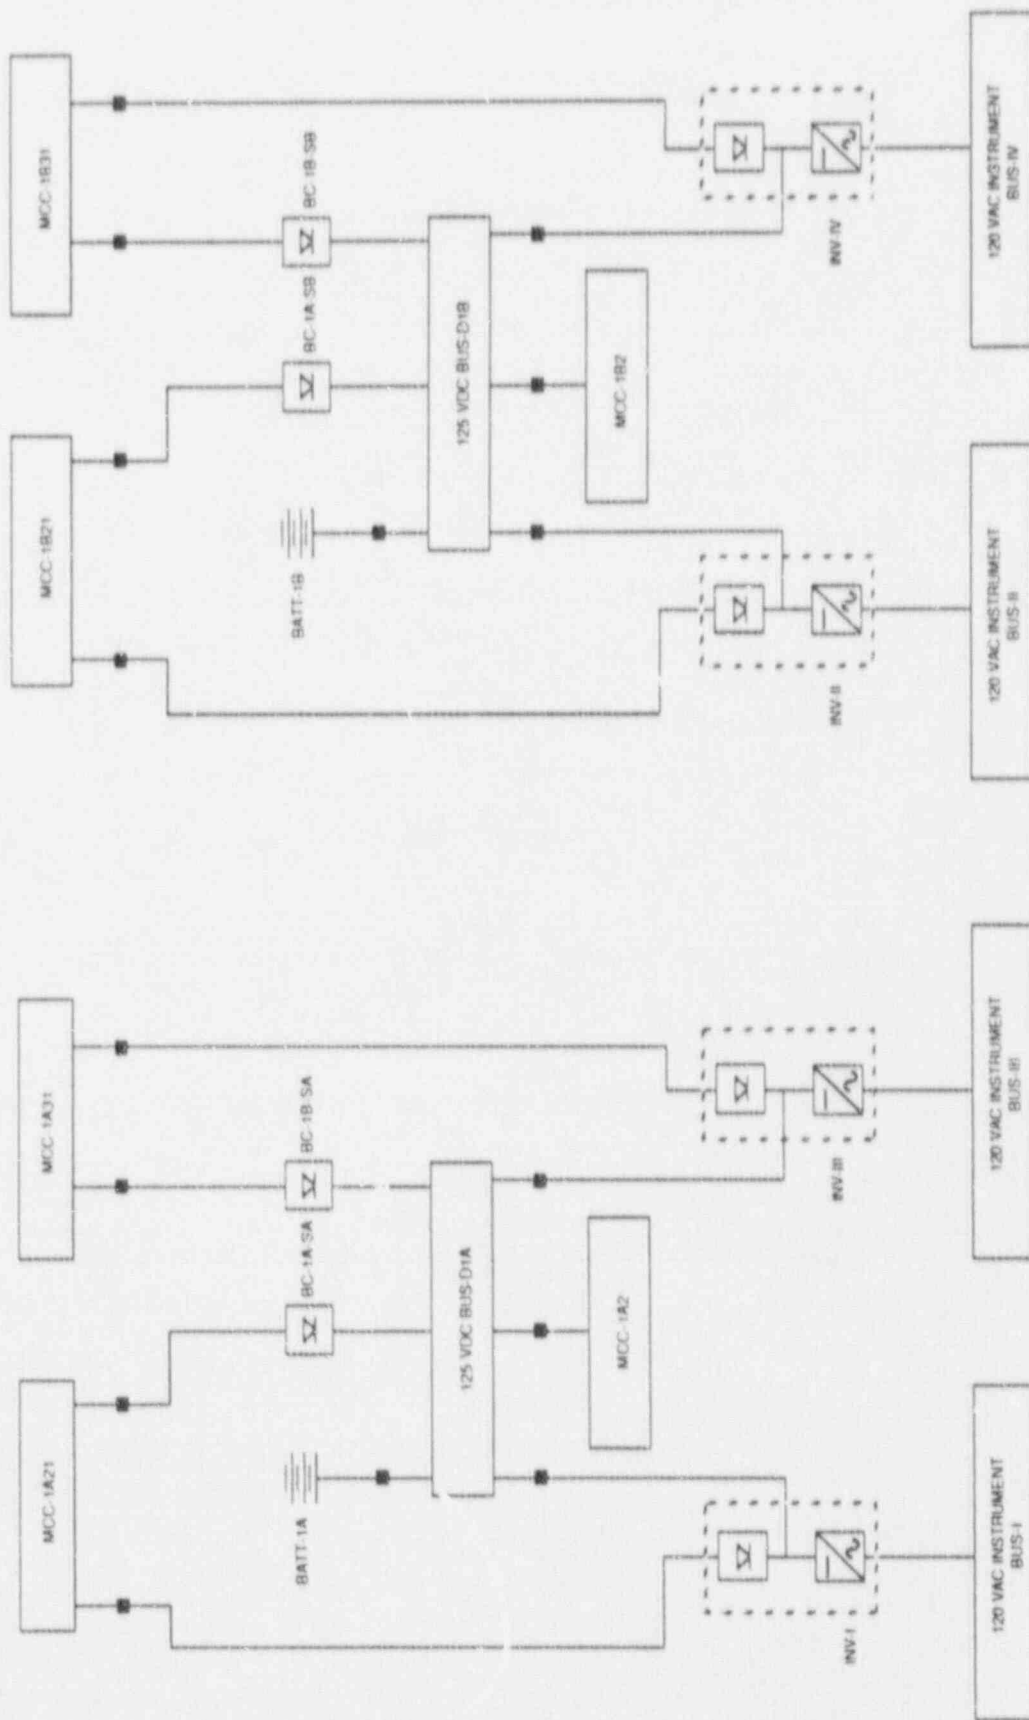 MCC-1A21
MCC-1A31
MCC-1B21
MCC-1B31
BATT-1A
BC-1A-SA
BC-1B-SA
BATT-1B
BC-1A-SB
BC-1B-SB
125 VDC BUS-D1A
125 VDC BUS-D1B
MCC-1A2
MCC-1B2
INV-I
INV-III
INV-II
INV-IV
120 VAC INSTRUMENT
BUS-I
120 VAC INSTRUMENT
BUS-III
120 VAC INSTRUMENT
BUS-II
120 VAC INSTRUMENT
BUS-IV